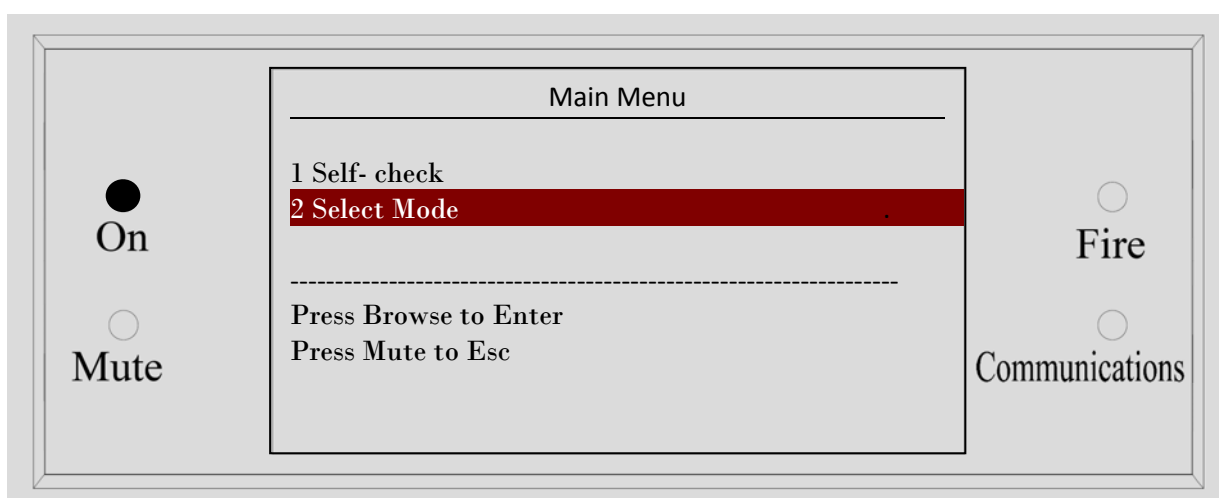 Main Menu
1 Self- check
2 Select Mode
On
Fire
-------------------------------------------------------------------
Press Browse to Enter
Press Mute to Esc
Mute
Communications